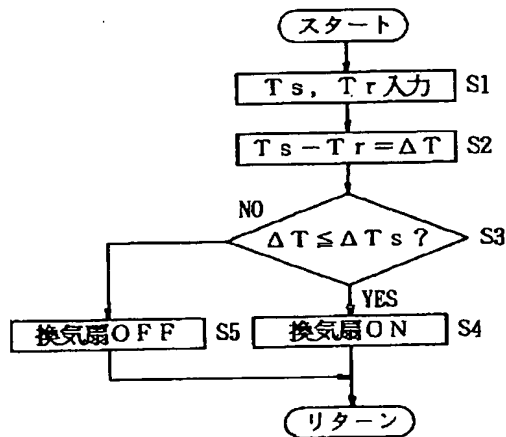 スタート
Ts, Tr入力 S1
Ts-Tr=ΔT S2
NO
ΔT≦ΔTs? S3
YES
換気扇OFF S5 換気扇ON S4
リターン